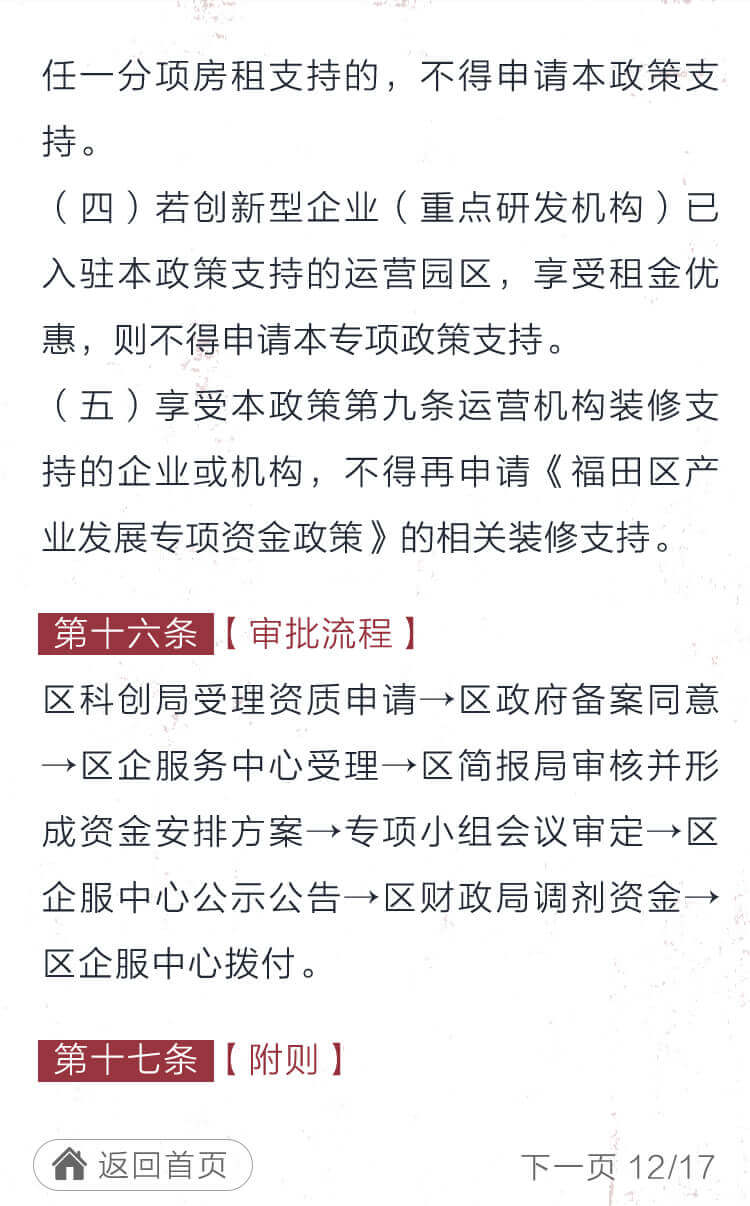 任一分项房租支持的，不得申请本政策支
持。
（四）若创新型企业（重点研发机构）已
入驻本政策支持的运营园区，享受租金优
惠，则不得申请本专项政策支持。
（五）享受本政策第九条运营机构装修支
持的企业或机构，不得再申请《福田区产
业发展专项资金政策》的相关装修支持。
第十六条【审批流程】
区科创局受理资质申请→区政府备案同意
→区企服务中心受理→区简报局审核并形
成资金安排方案→专项小组会议审定→区
企服中心公示公告→区财政局调剂资金→
区企服中心拨付。
第十七条【附则】
返回首页 下一页 12/17